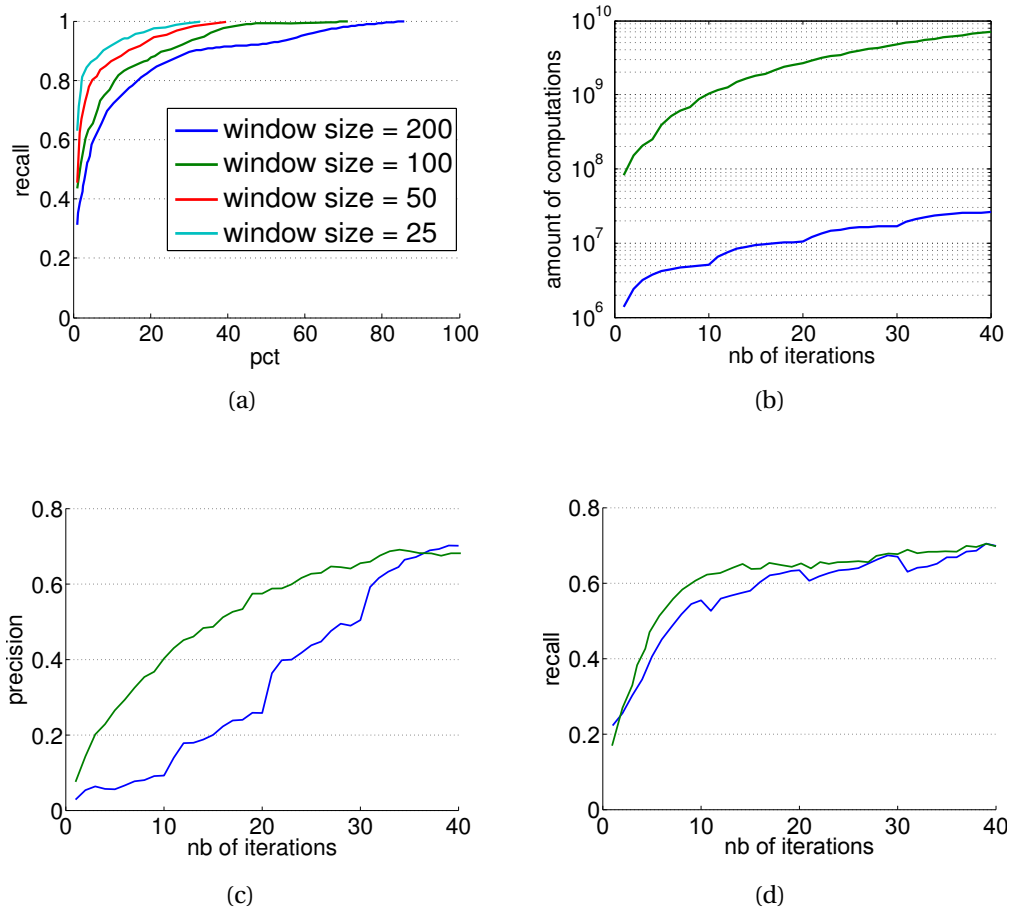 1
0.8
0.6
0.4
0.2
0
recall
0 20 40 60 80 100
pct
window size = 200
window size = 100
window size = 50
window size = 25
(a)
10^10
10^9
10^8
10^7
10^6
amount of computations
0 10 20 30 40
nb of iterations
(b)
0.8
0.6
0.4
0.2
0
precision
0 10 20 30 40
nb of iterations
(c)
0.8
0.6
0.4
0.2
0
recall
0 10 20 30 40
nb of iterations
(d)